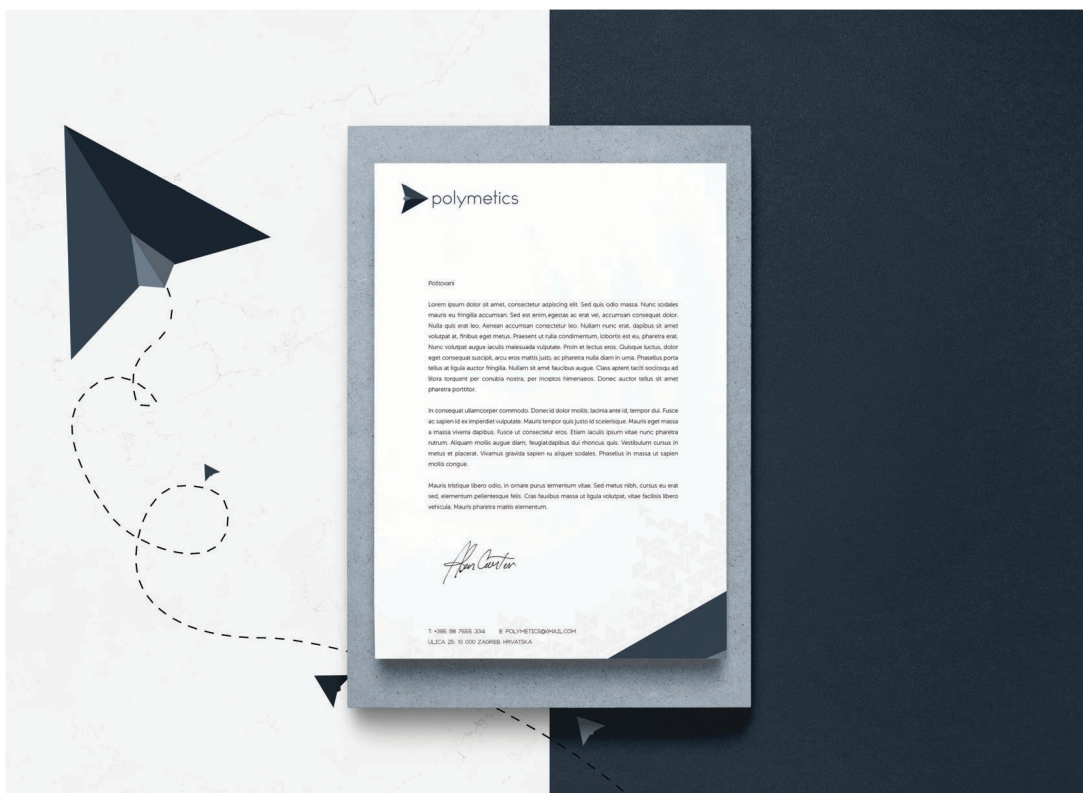 polymetics
Poštovani
Lorem ipsum dolor sit amet, consectetur adipiscing elit. Sed quis odio massa. Nunc sodales
mauris eu fringilla accumsan. Sed est enim, egestas ac erat vel, accumsan consequat dolor.
Nulla quis erat leo. Aenean accumsan consectetur leo. Nullam nunc erat, dapibus sit amet
volutpat at, finibus eget metus. Praesent ut nulla condimentum, lobortis est eu, pharetra erat.
Nunc volutpat augue iaculis malesuada vulputate. Proin et lectus eros. Quisque luctus, dolor
eget consequat suscipit, arcu eros mattis justo, ac pharetra nulla diam in urna. Phasellus porta
tellus at ligula auctor fringilla. Nullam sit amet faucibus augue. Class aptent taciti sociosqu ad
litora torquent per conubia nostra, per inceptos himenaeos. Donec auctor tellus sit amet
pharetra porttitor.
In consequat ullamcorper commodo. Donec id dolor mollis, lacinia ante id, tempor dui. Fusce
ac sapien id ex imperdiet vulputate. Mauris tempor quis justo id scelerisque. Mauris eget massa
a massa viverra dapibus. Fusce ut consectetur eros. Etiam iaculis ipsum vitae nunc pharetra
rutrum. Aliquam mollis augue diam, feugiat dapibus dui rhoncus quis. Vestibulum cursus in
metus et placerat. Vivamus gravida sapien eu aliquet sodales. Phasellus in massa ut sapien
mollis congue.
Mauris tristique libero odio, in ornare purus fermentum vitae. Sed metus nibh, cursus eu erat
sed, elementum pellentesque felis. Cras faucibus massa ut ligula volutpat, vitae facilisis libero
vehicula. Mauris pharetra mattis elementum.
T: +385 98 7555 334 E: POLYMETICS@GMAIL.COM
ULICA 25, 10 000 ZAGREB, HRVATSKA